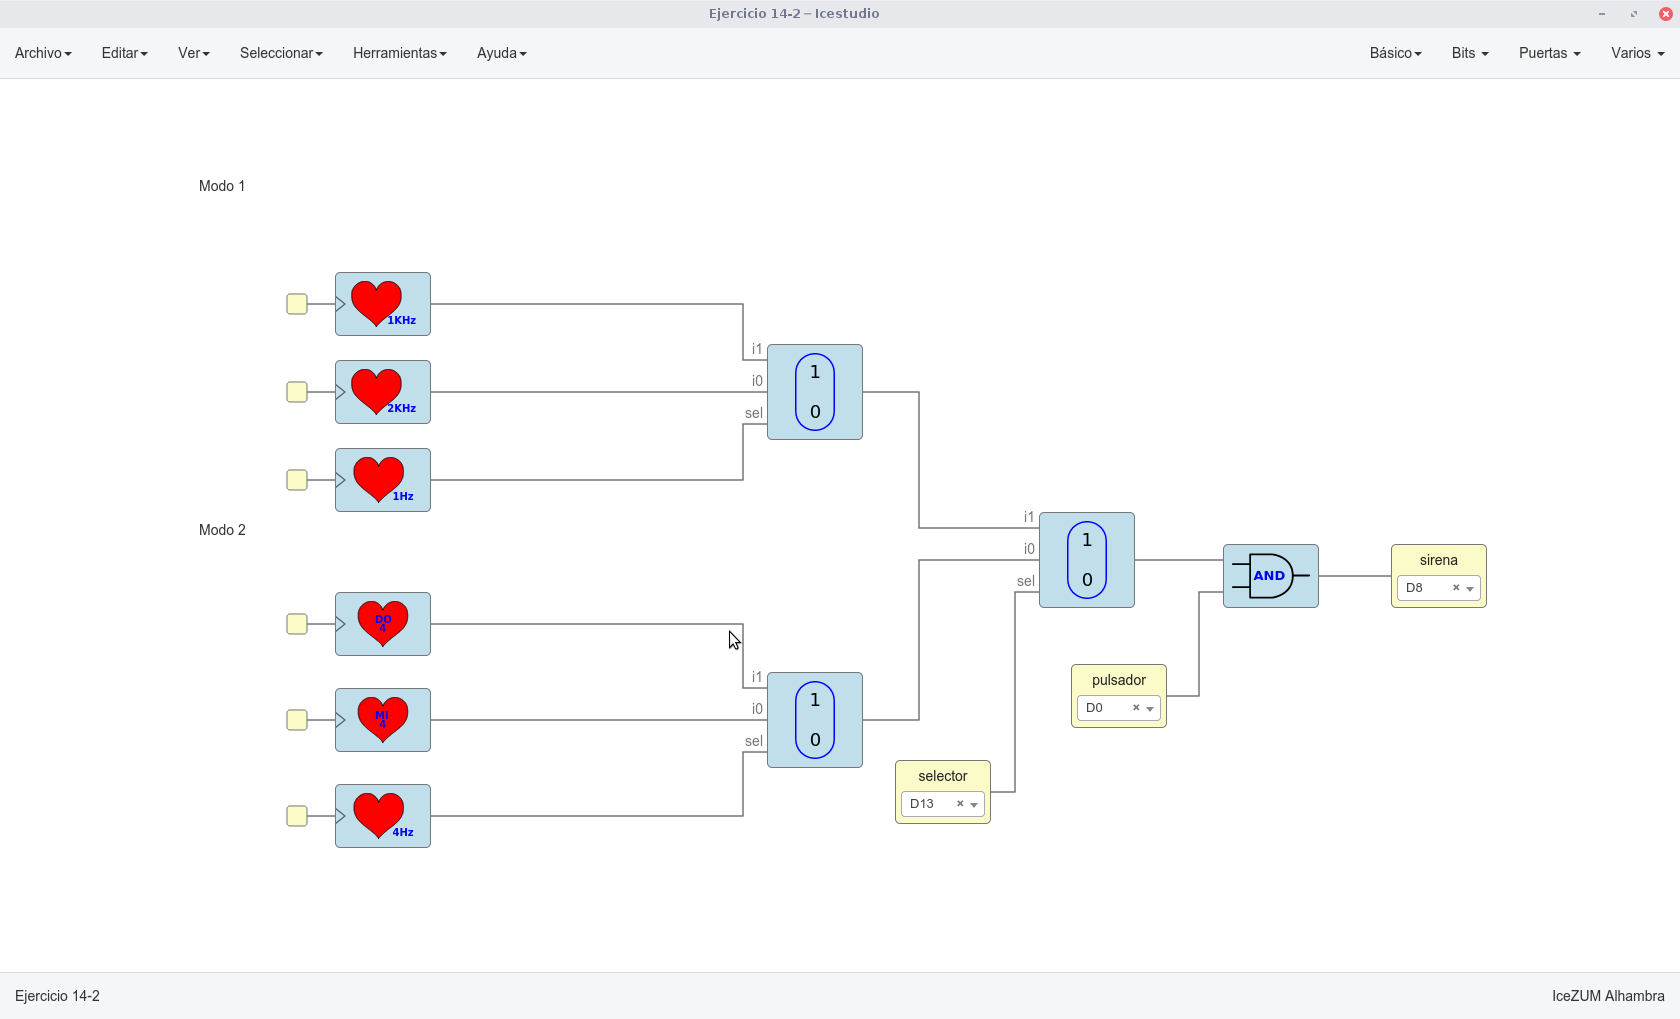 Ejercicio 14-2 – Icestudio
Archivo Editar Ver Seleccionar Herramientas Ayuda Básico Bits Puertas Varios
Modo 1
1KHz
2KHz
1Hz
i1
i0
sel
1
0
Modo 2
DO
4
MI
4
4Hz
i1
i0
sel
1
0
i1
i0
sel
1
0
selector
D13 ×
pulsador
D0 ×
AND
sirena
D8 ×
Ejercicio 14-2
IceZUM Alhambra